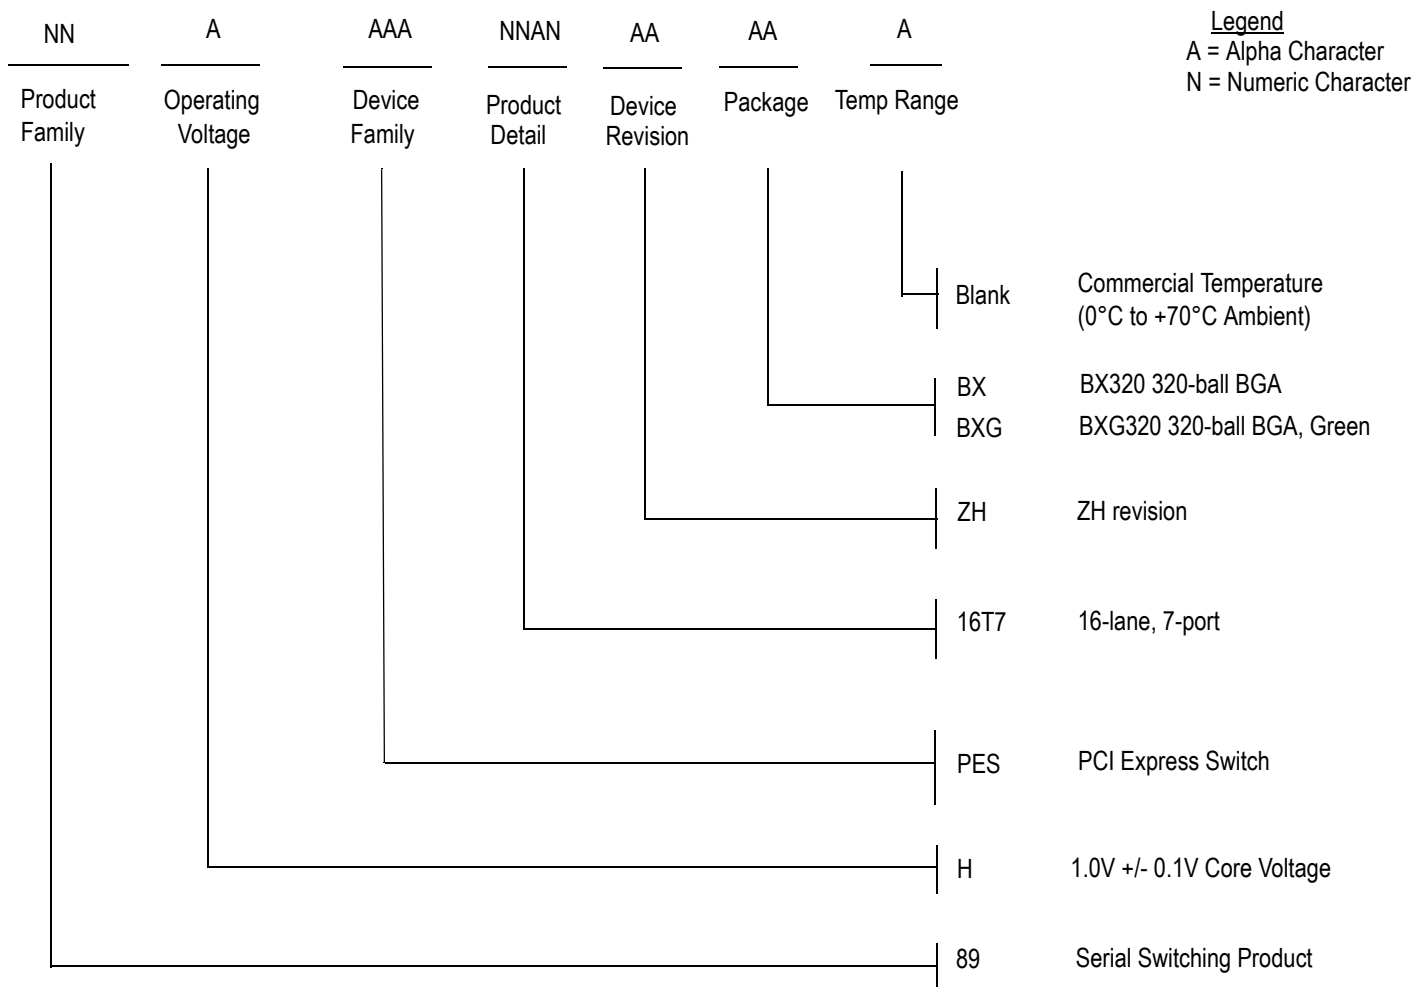 NN A AAA NNAN AA AA A
Product Family
Operating Voltage
Device Family
Product Detail
Device Revision
Package
Temp Range
Legend
A = Alpha Character
N = Numeric Character
Blank Commercial Temperature
(0°C to +70°C Ambient)
BX BX320 320-ball BGA
BXG BXG320 320-ball BGA, Green
ZH ZH revision
16T7 16-lane, 7-port
PES PCI Express Switch
H 1.0V +/- 0.1V Core Voltage
89 Serial Switching Product